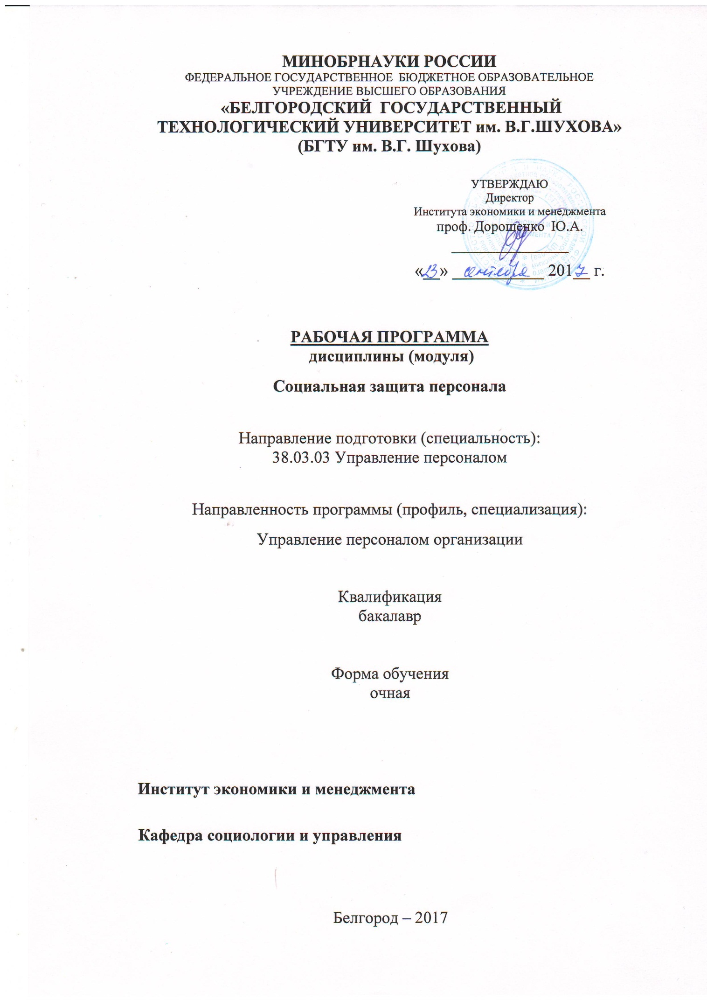 МИНОБРНАУКИ РОССИИ
ФЕДЕРАЛЬНОЕ ГОСУДАРСТВЕННОЕ БЮДЖЕТНОЕ ОБРАЗОВАТЕЛЬНОЕ
УЧРЕЖДЕНИЕ ВЫСШЕГО ОБРАЗОВАНИЯ
«БЕЛГОРОДСКИЙ ГОСУДАРСТВЕННЫЙ
ТЕХНОЛОГИЧЕСКИЙ УНИВЕРСИТЕТ им. В.Г.ШУХОВА»
(БГТУ им. В.Г. Шухова)
УТВЕРЖДАЮ
Директор
Института экономики и менеджмента
проф. Дорошенко Ю.А.
«23» сентября 2017 г.
РАБОЧАЯ ПРОГРАММА
дисциплины (модуля)
Социальная защита персонала
Направление подготовки (специальность):
38.03.03 Управление персоналом
Направленность программы (профиль, специализация):
Управление персоналом организации
Квалификация
бакалавр
Форма обучения
очная
Институт экономики и менеджмента
Кафедра социологии и управления
Белгород – 2017